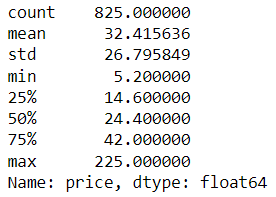 count    825.000000
mean      32.415636
std       26.795849
min        5.200000
25%       14.600000
50%       24.400000
75%       42.000000
max      225.000000
Name: price, dtype: float64